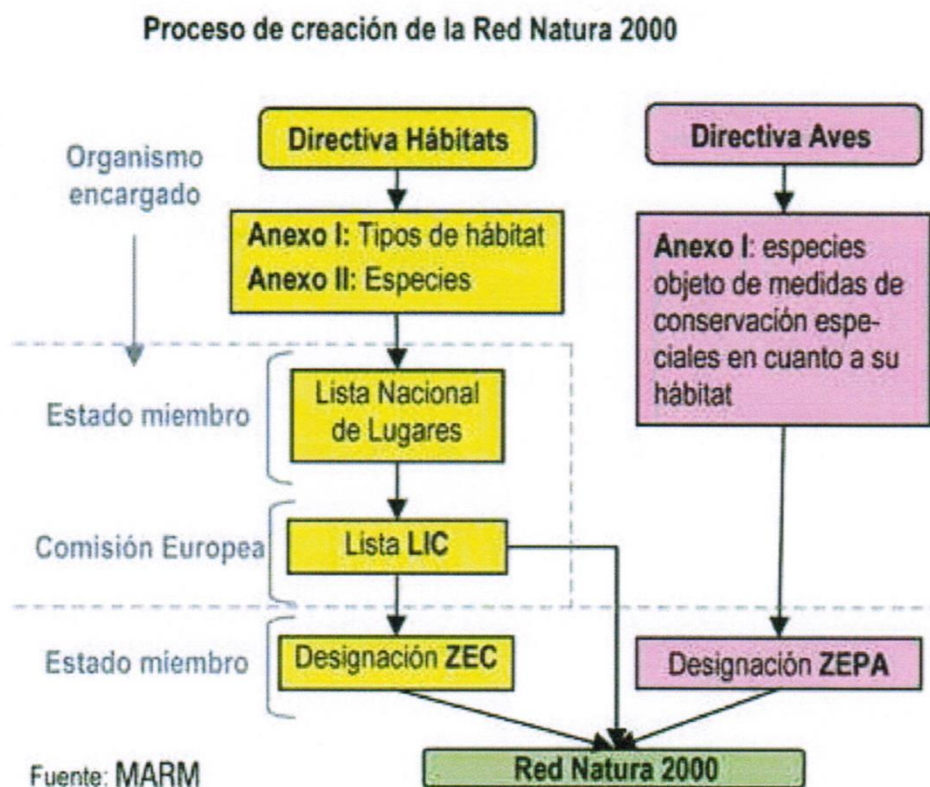 Proceso de creación de la Red Natura 2000
Organismo
encargado
Directiva Hábitats
Directiva Aves
Anexo I: Tipos de hábitat
Anexo II: Especies
Anexo I: especies
objeto de medidas de
conservación espe-
ciales en cuanto a su
hábitat
Estado miembro
Lista Nacional
de Lugares
Comisión Europea
Lista LIC
Estado miembro
Designación ZEC
Designación ZEPA
Red Natura 2000
Fuente: MARM